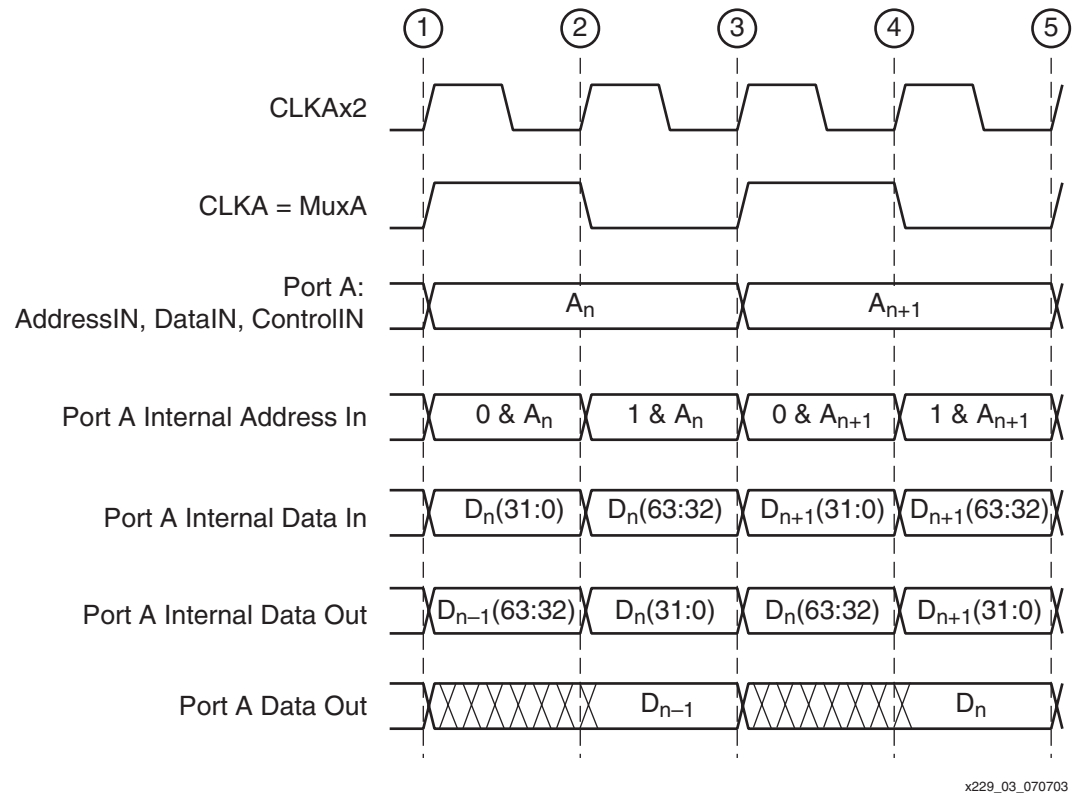 1 2 3 4 5
CLKAx2
CLKA = MuxA
Port A:
AddressIN, DataIN, ControlIN
Aₙ Aₙ₊₁
Port A Internal Address In 0 & Aₙ 1 & Aₙ 0 & Aₙ₊₁ 1 & Aₙ₊₁
Port A Internal Data In Dₙ(31:0) Dₙ(63:32) Dₙ₊₁(31:0) Dₙ₊₁(63:32)
Port A Internal Data Out Dₙ₋₁(63:32) Dₙ(31:0) Dₙ(63:32) Dₙ₊₁(31:0)
Port A Data Out Dₙ₋₁ Dₙ
x229_03_070703